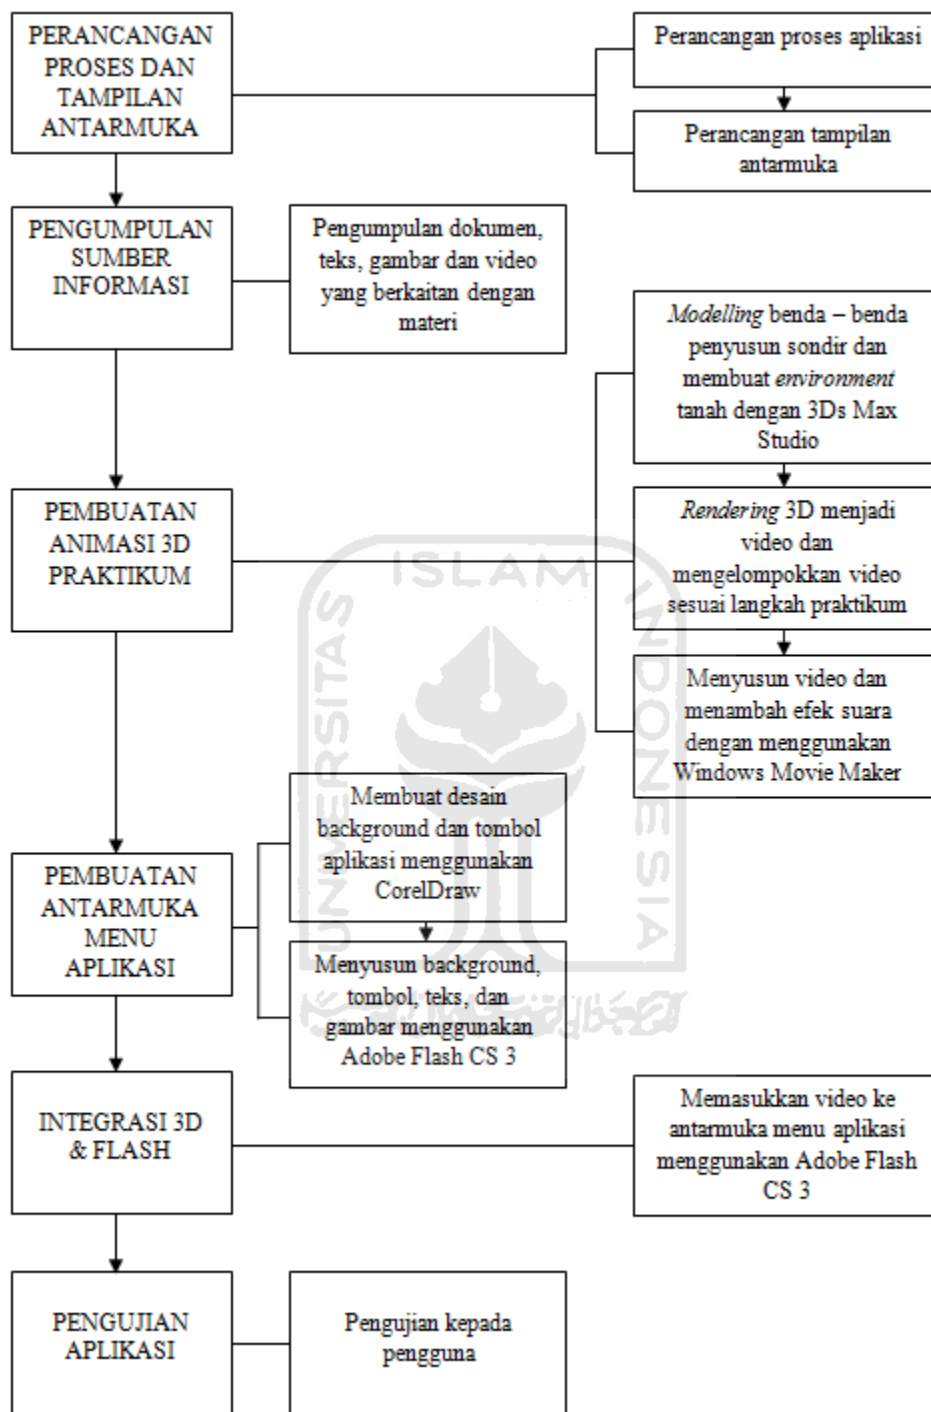 PERANCANGAN
PROSES DAN
TAMPILAN
ANTARMUKA
Perancangan proses aplikasi
Perancangan tampilan
antarmuka
PENGUMPULAN
SUMBER
INFORMASI
Pengumpulan dokumen,
teks, gambar dan video
yang berkaitan dengan
materi
Modelling benda – benda
penyusun sondir dan
membuat environment
tanah dengan 3Ds Max
Studio
PEMBUATAN
ANIMASI 3D
PRAKTIKUM
Rendering 3D menjadi
video dan
mengelompokkan video
sesuai langkah praktikum
Menyusun video dan
menambah efek suara
dengan menggunakan
Windows Movie Maker
PEMBUATAN
ANTARMUKA
MENU
APLIKASI
Membuat desain
background dan tombol
aplikasi menggunakan
CorelDraw
Menyusun background,
tombol, teks, dan
gambar menggunakan
Adobe Flash CS 3
INTEGRASI 3D
& FLASH
Memasukkan video ke
antarmuka menu aplikasi
menggunakan Adobe Flash
CS 3
PENGUJIAN
APLIKASI
Pengujian kepada
pengguna
UNIVERSITAS
ISLAM
INDONESIA